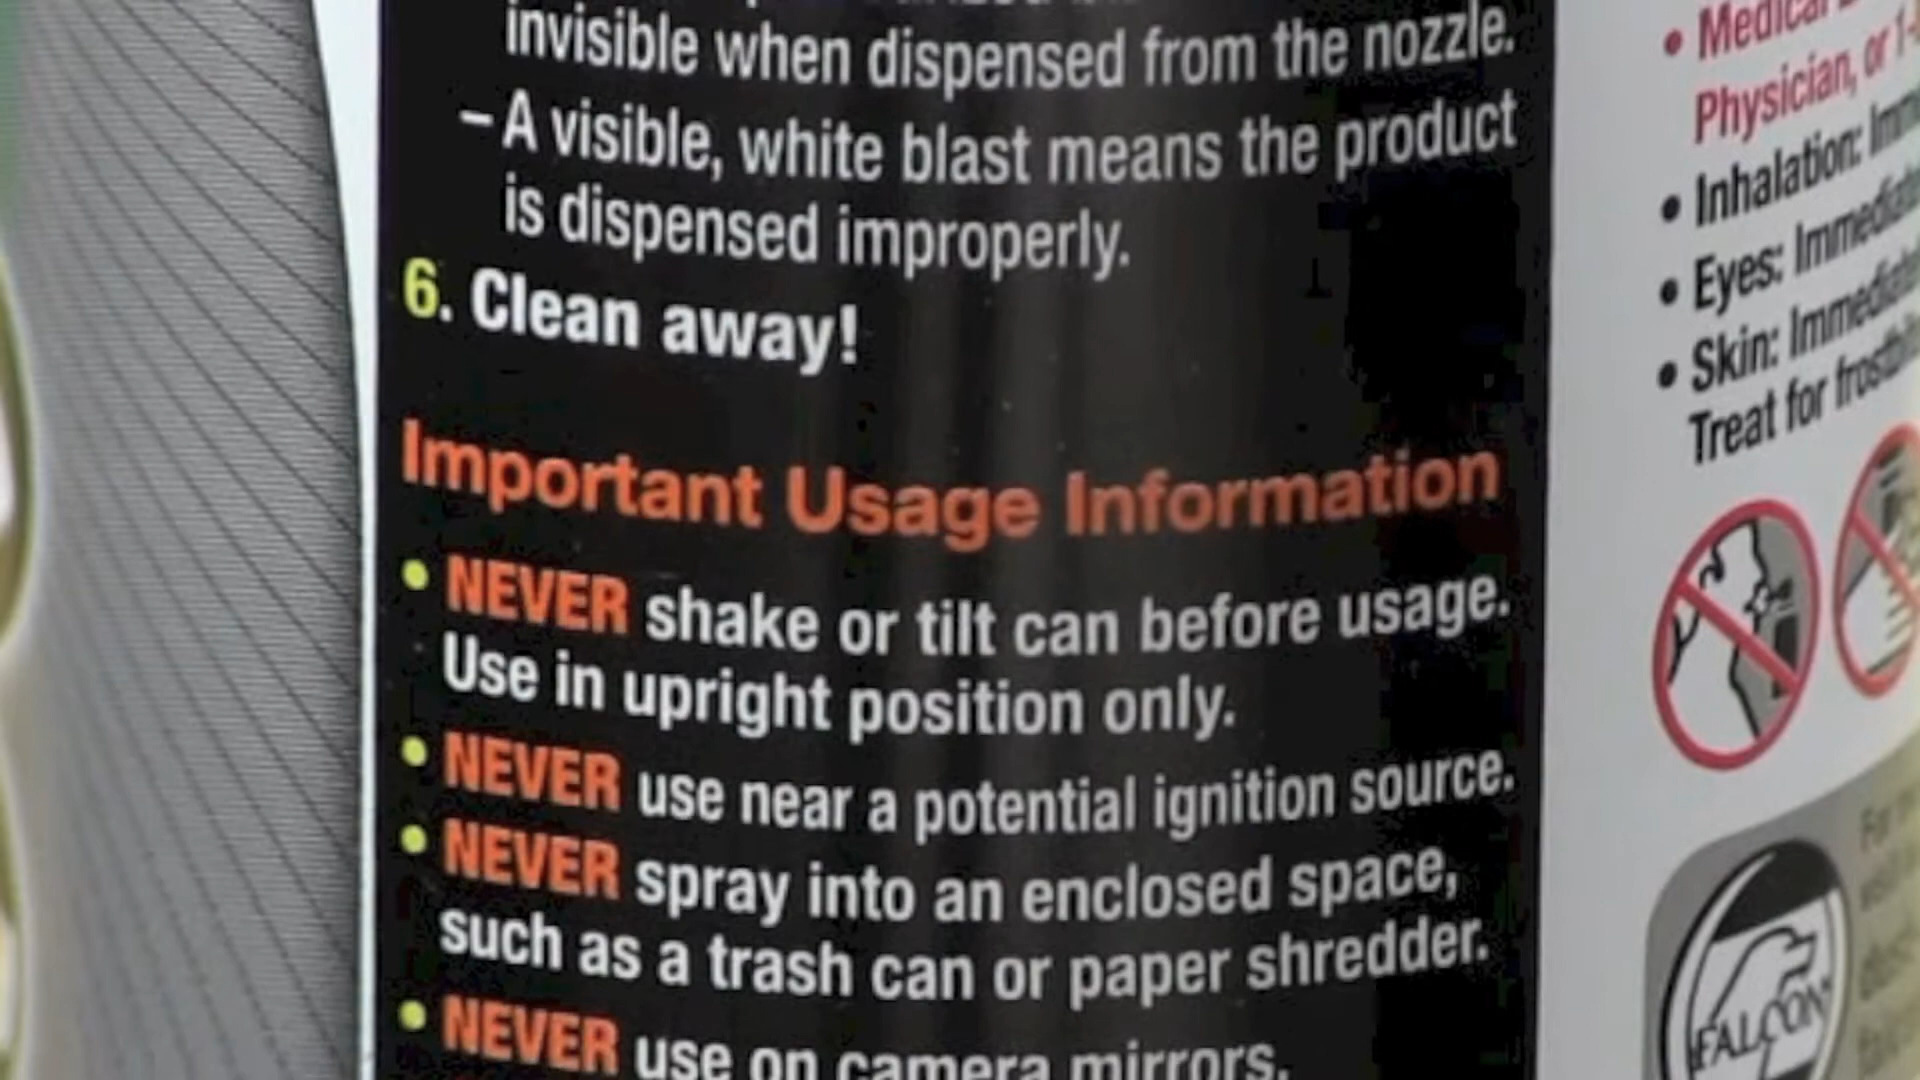 invisible when dispensed from the nozzle.
– A visible, white blast means the product
is dispensed improperly.
6. Clean away!
Important Usage Information
• NEVER shake or tilt can before usage.
Use in upright position only.
• NEVER use near a potential ignition source.
• NEVER spray into an enclosed space,
such as a trash can or paper shredder.
• NEVER use on camera mirrors.
• Medical
Physician, or
• Inhalation:
• Eyes:
• Skin:
Treat for
FALCON